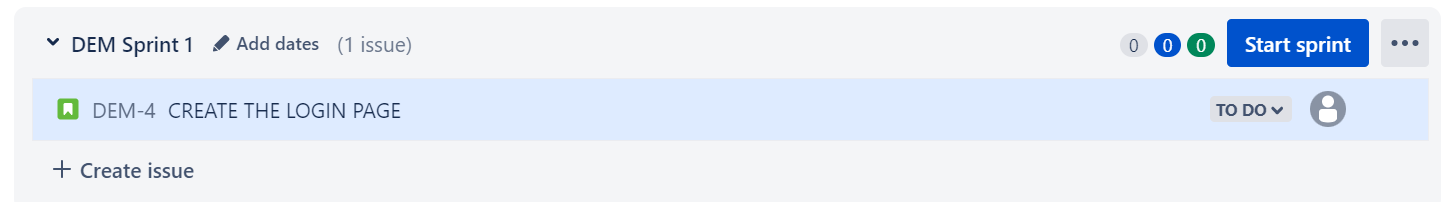 DEM Sprint 1 Add dates (1 issue) 0 0 0 Start sprint
DEM-4 CREATE THE LOGIN PAGE TO DO
Create issue